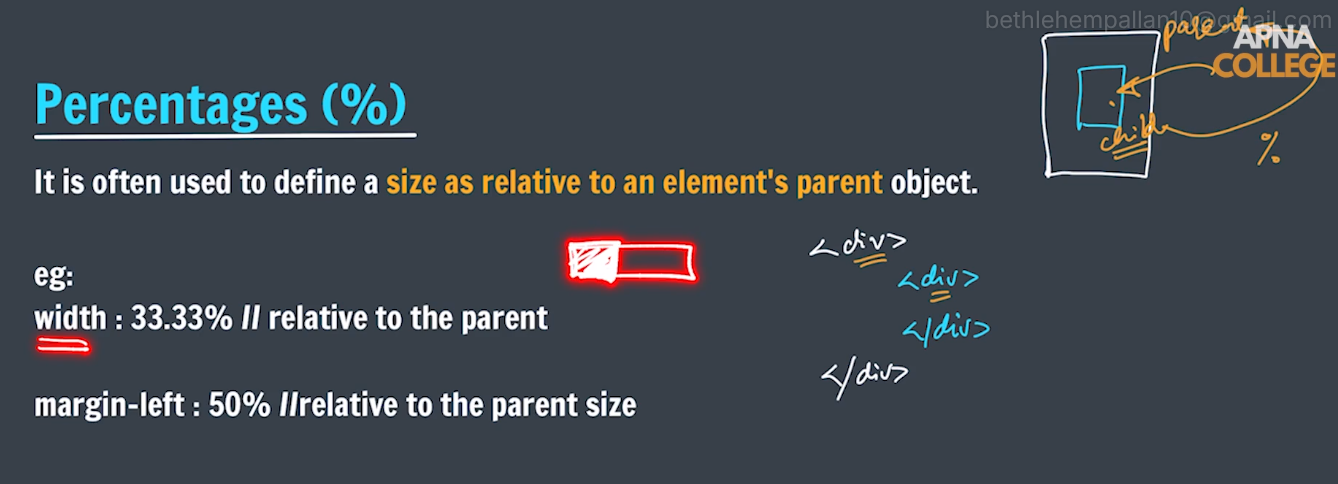 bethlehempallan10@gmail.com
parent
APNA
COLLEGE
Percentages (%)
child
%
It is often used to define a size as relative to an element's parent object.
<div>
eg:
<div>
width : 33.33% // relative to the parent
</div>
</div>
margin-left : 50% //relative to the parent size